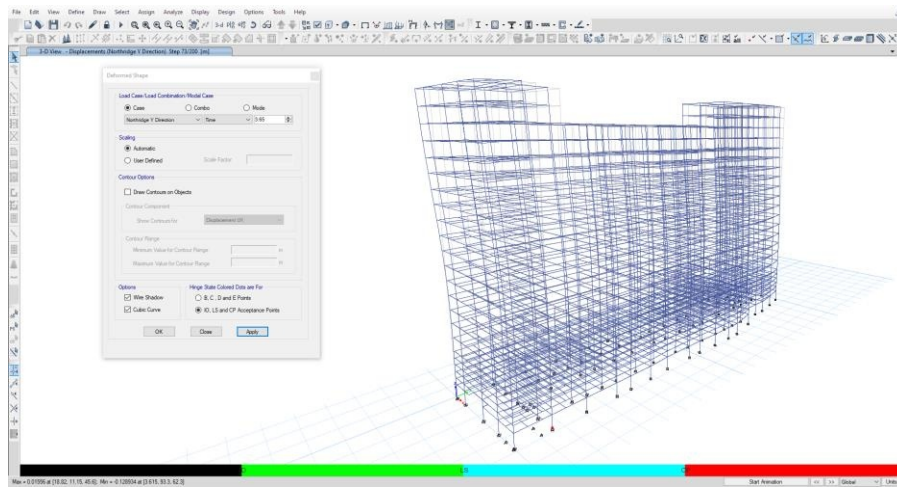 File Edit View Define Draw Select Assign Analyze Display Design Options Tools Help
3-D View - Displacements (Northridge Y Direction)
Deformed Shape
Load Case/Load Combination/Modal Case
Case Combo Mode
Northridge Y Direction Time
Scaling
Automatic
User Defined Scale Factor
Contour Options
Draw Contours on Objects
Contour Component
Show Contours for Displacement
Contour Range
Minimum Value for Contour Range m
Maximum Value for Contour Range m
Options Hinge State Colored Dots are For
Wire Shadow B, C, D and E Points
Cubic Curve IO, LS and CP Acceptance Points
OK Close Apply
LS
Start Animation << >> Global Units